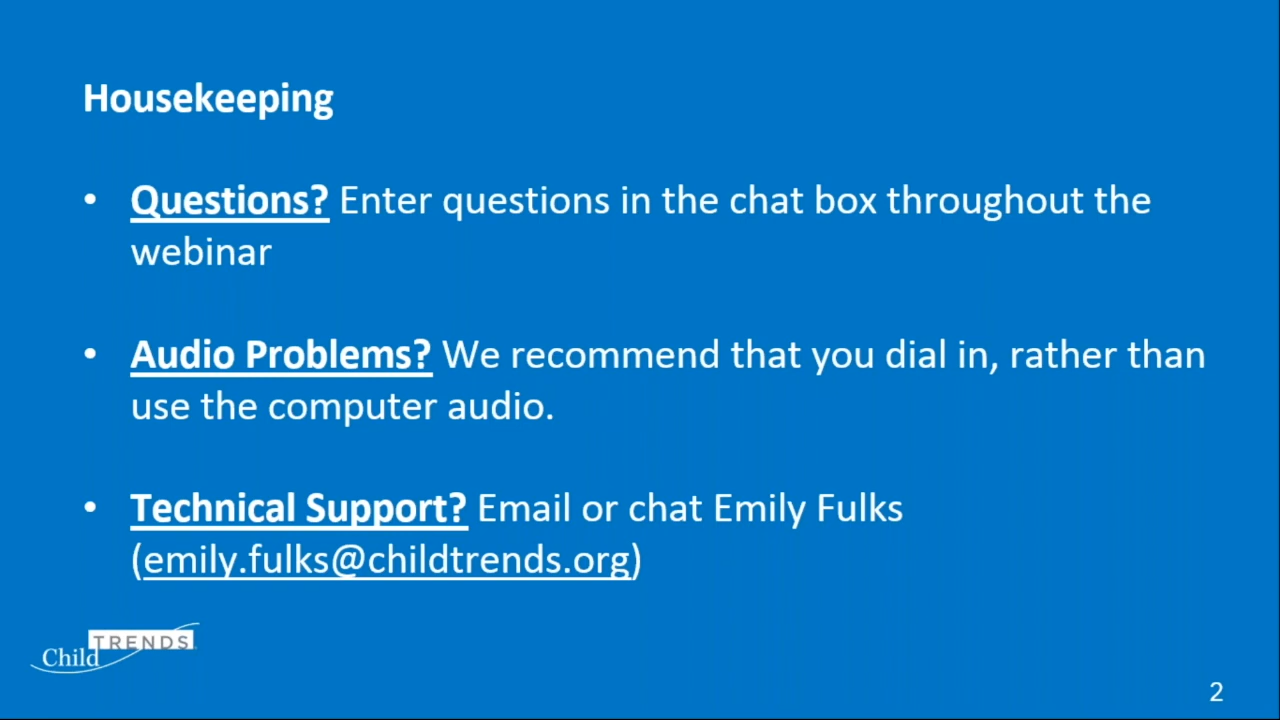 Housekeeping
• Questions? Enter questions in the chat box throughout the
webinar
• Audio Problems? We recommend that you dial in, rather than
use the computer audio.
• Technical Support? Email or chat Emily Fulks
(emily.fulks@childtrends.org)
TRENDS
Child
2